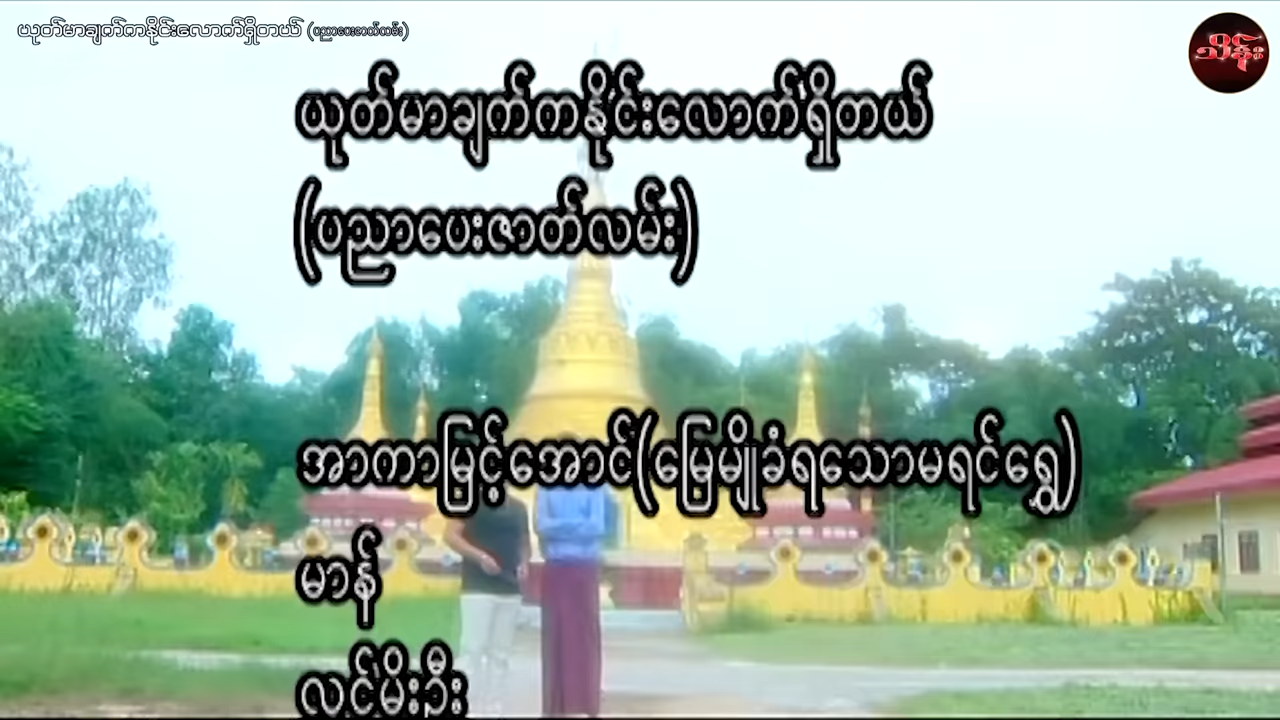 ယုတ်မာချက်ကနိုင်းလောက်ရှိတယ် (ပညာပေးဇာတ်လမ်း)
သိန်း
ယုတ်မာချက်ကနိုင်းလောက်ရှိတယ်
(ပညာပေးဇာတ်လမ်း)
အာကာမြင့်အောင်(မြေမျိုခံရသောမရင်ရွှေ)
မာန်
လင်မိုးဦး